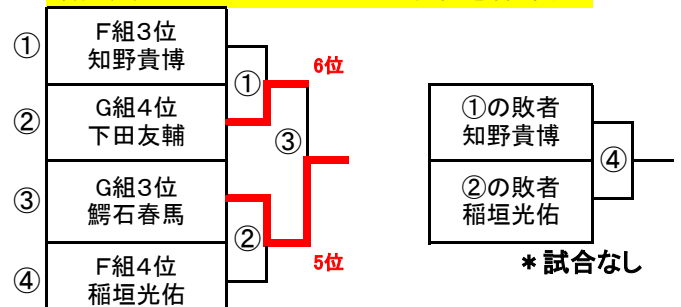 ①
F組3位
知野貴博
②
G組4位
下田友輔
③
G組3位
鰐石春馬
④
F組4位
稲垣光佑
①
6位
③
②
5位
①の敗者
知野貴博
②の敗者
稲垣光佑
④
＊試合なし